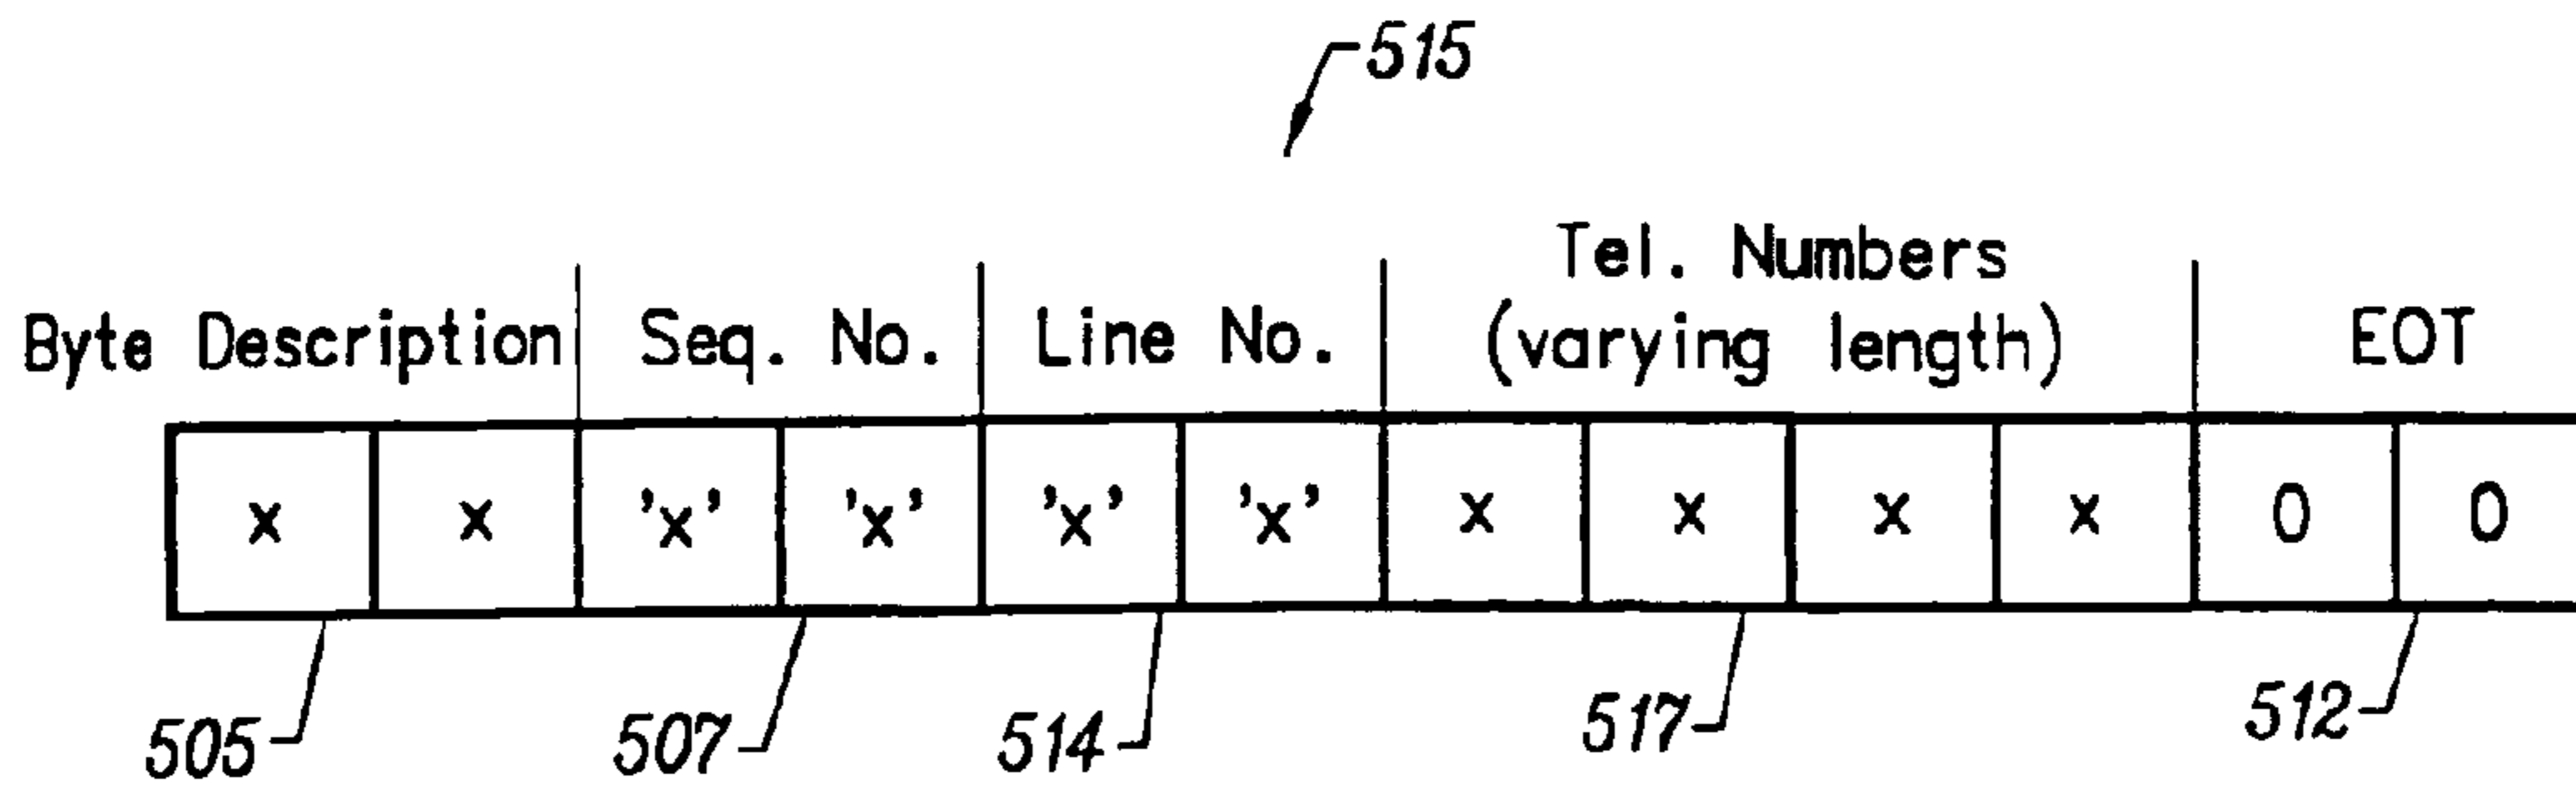 515
Tel. Numbers
Byte Description Seq. No. Line No. (varying length) EOT
x x 'x' 'x' 'x' 'x' x x x x 0 0
505 507 514 517 512